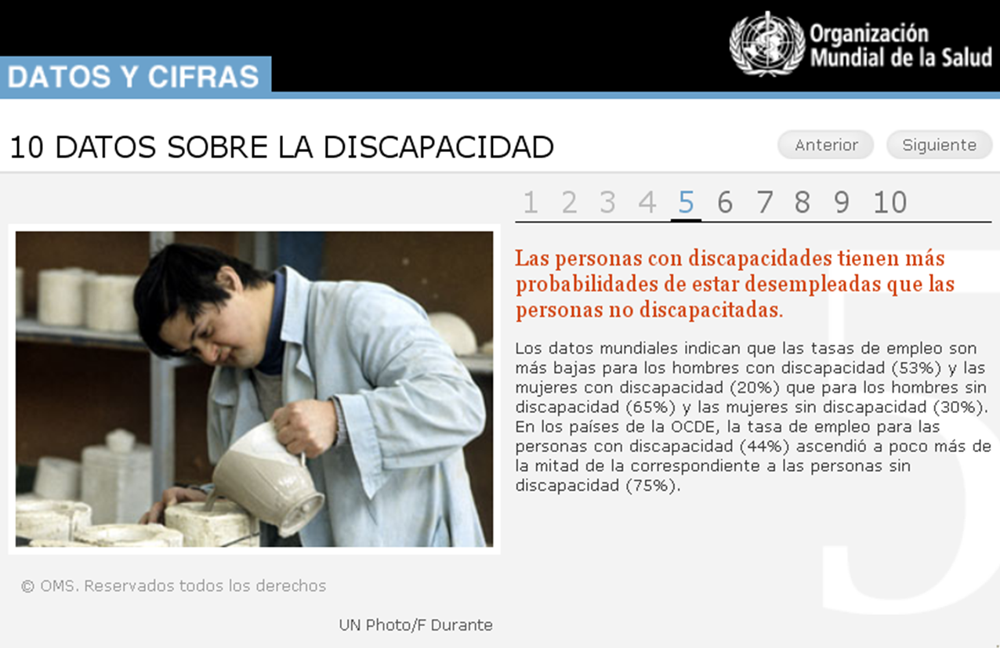 Organización
Mundial de la Salud
DATOS Y CIFRAS
10 DATOS SOBRE LA DISCAPACIDAD
Anterior
Siguiente
1 2 3 4 5 6 7 8 9 10
Las personas con discapacidades tienen más
probabilidades de estar desempleadas que las
personas no discapacitadas.
Los datos mundiales indican que las tasas de empleo son
más bajas para los hombres con discapacidad (53%) y las
mujeres con discapacidad (20%) que para los hombres sin
discapacidad (65%) y las mujeres sin discapacidad (30%).
En los países de la OCDE, la tasa de empleo para las
personas con discapacidad (44%) ascendió a poco más de
la mitad de la correspondiente a las personas sin
discapacidad (75%).
5
© OMS. Reservados todos los derechos
UN Photo/F Durante